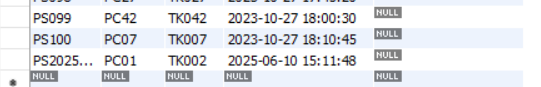 PS099 PC42 TK042 2023-10-27 18:00:30 NULL
PS100 PC07 TK007 2023-10-27 18:10:45 NULL
PS2025... PC01 TK002 2025-06-10 15:11:48 NULL
NULL NULL NULL NULL NULL